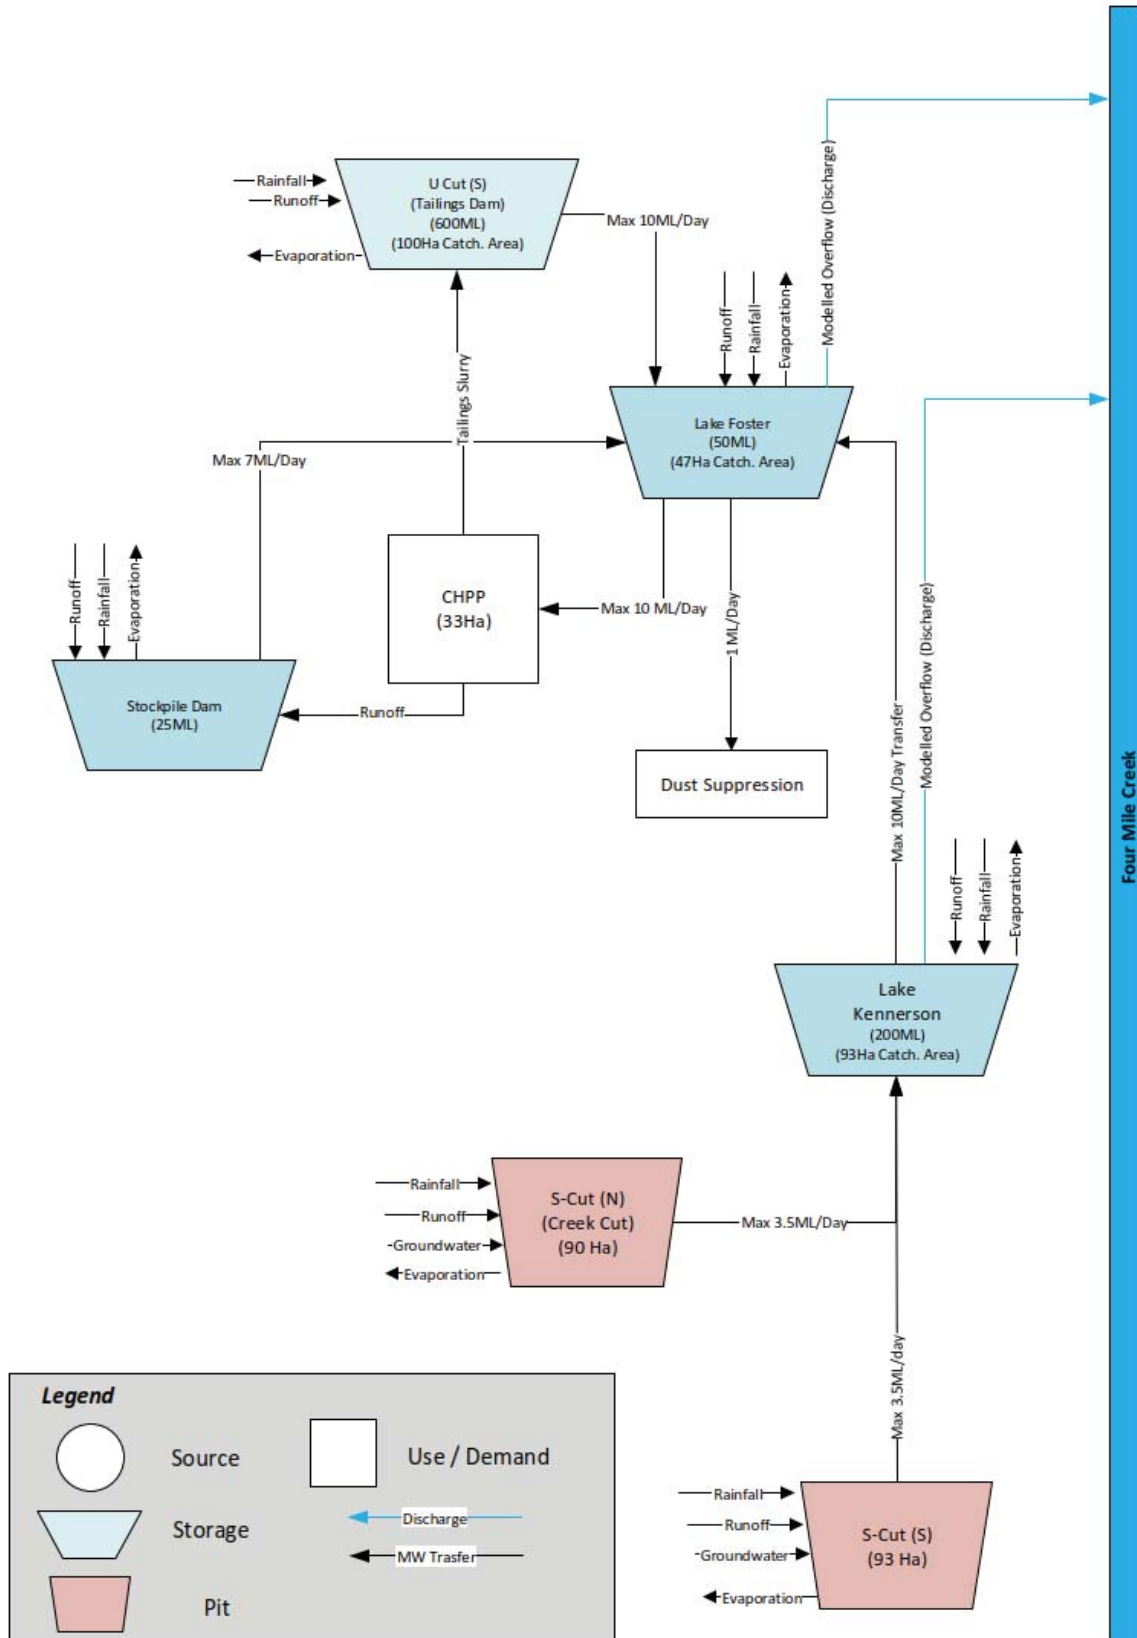 Rainfall
Runoff
Evaporation
U Cut (S)
(Tailings Dam)
(600ML)
(100Ha Catch. Area)
Max 10ML/Day
Modelled Overflow (Discharge)
Runoff
Rainfall
Evaporation
Lake Foster
(50ML)
(47Ha Catch. Area)
Tailings Slurry
Max 7ML/Day
Runoff
Rainfall
Evaporation
CHPP
(33Ha)
Max 10 ML/Day
1 ML/Day
Stockpile Dam
(25ML)
Runoff
Dust Suppression
Max 10ML/Day Transfer
Modelled Overflow (Discharge)
Four Mile Creek
Runoff
Rainfall
Evaporation
Lake
Kennerson
(200ML)
(93Ha Catch. Area)
Rainfall
Runoff
Groundwater
Evaporation
S-Cut (N)
(Creek Cut)
(90 Ha)
Max 3.5ML/Day
Max 3.5ML/day
Rainfall
Runoff
Groundwater
Evaporation
S-Cut (S)
(93 Ha)
Legend
Source
Use / Demand
Storage
Discharge
MW Trasfer
Pit